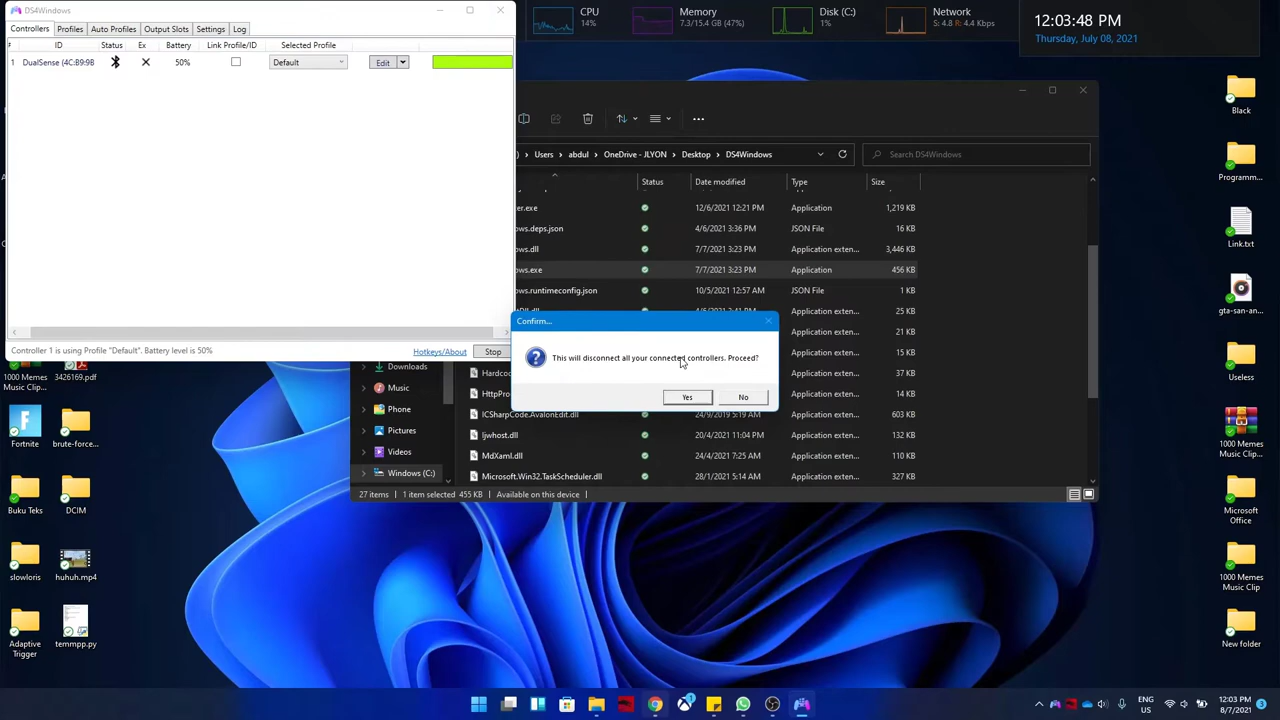 DS4Windows
Controllers Profiles Auto Profiles Output Slots Settings Log
ID Status Ex Battery Link Profile/ID Selected Profile
1 DualSense (4C:B9:9B 50% Default Edit
Controller 1 is using Profile "Default". Battery level is 50%
Hotkeys/About Stop
CPU
14%
Memory
7.3/15.4 GB (47%)
Disk (C:)
1%
Network
S: 4.8 R: 4.4 Kbps
12:03:48 PM
Thursday, July 08, 2021
Users abdul OneDrive - JLYON Desktop DS4Windows Search DS4Windows
Status Date modified Type Size
er.exe 12/6/2021 12:21 PM Application 1,219 KB
ows.deps.json 4/6/2021 3:36 PM JSON File 16 KB
ows.dll 7/7/2021 3:23 PM Application exten... 3,446 KB
ows.exe 7/7/2021 3:23 PM Application 456 KB
ows.runtimeconfig.json 10/5/2021 12:57 AM JSON File 1 KB
Application exten... 25 KB
Application exten... 21 KB
Application exten... 15 KB
Hardcod Application exten... 37 KB
HttpPro Application exten... 34 KB
ICSharpCode.AvalonEdit.dll 24/9/2019 5:19 AM Application exten... 603 KB
Ijwhost.dll 20/4/2021 11:04 PM Application exten... 132 KB
MdXaml.dll 24/4/2021 7:25 AM Application exten... 110 KB
Microsoft.Win32.TaskScheduler.dll 28/1/2021 5:14 AM Application exten... 327 KB
Downloads
Music
Phone
Pictures
Videos
Windows (C:)
27 items 1 item selected 455 KB Available on this device
Confirm...
This will disconnect all your connected controllers. Proceed?
Yes No
1000 Memes
Music Clip...
3426169.pdf
Fortnite
brute-force...
Buku Teks
DCIM
slowloris
huhuh.mp4
Adaptive
Trigger
temmpp.py
Black
Programm...
Link.txt
gta-san-an...
Useless
1000 Memes
Music Clip
Microsoft
Office
1000 Memes
Music Clip
New folder
ENG
US
12:03 PM
8/7/2021